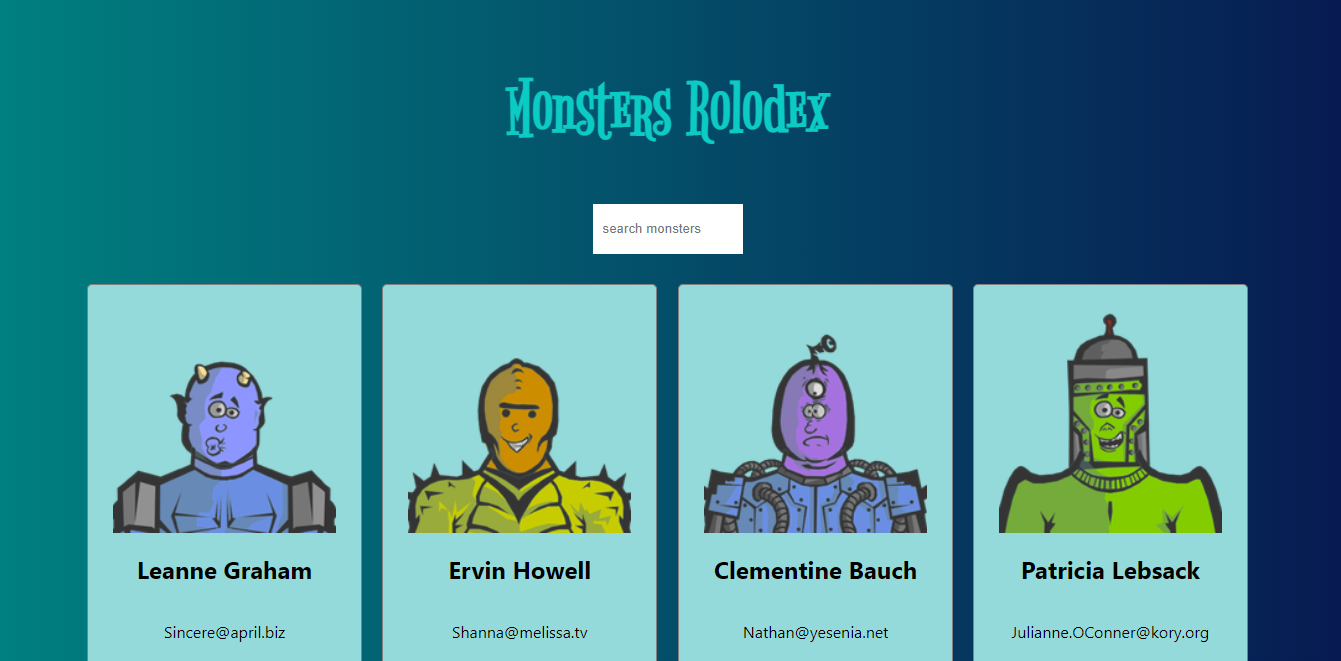 Monsters Rolodex
search monsters
Leanne Graham
Ervin Howell
Clementine Bauch
Patricia Lebsack
Sincere@april.biz
Shanna@melissa.tv
Nathan@yesenia.net
Julianne.OConner@kory.org